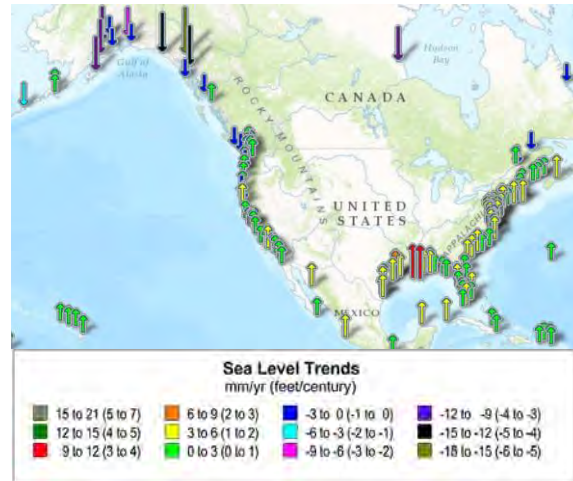 Gulf of
Alaska
Hudson
Bay
CANADA
ROCKY MOUNTAINS
UNITED
STATES
MÉXICO
Sea Level Trends
mm/yr (feet/century)
15 to 21 (5 to 7)
6 to 9 (2 to 3)
-3 to 0 (-1 to 0)
-12 to -9 (-4 to -3)
12 to 15 (4 to 5)
3 to 6 (1 to 2)
-6 to -3 (-2 to -1)
-15 to -12 (-5 to -4)
9 to 12 (3 to 4)
0 to 3 (0 to 1)
-9 to -6 (-3 to -2)
-18 to -15 (-6 to -5)